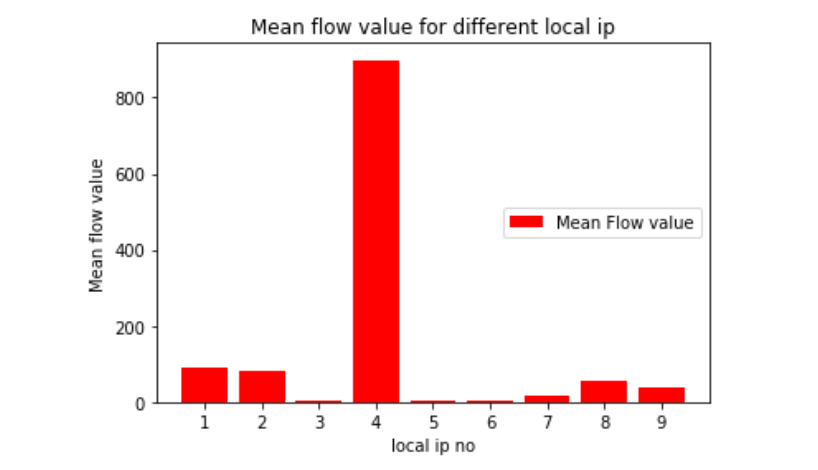 Mean flow value for different local ip
Mean flow value
800
600
400
200
0
Mean Flow value
1 2 3 4 5 6 7 8 9
local ip no